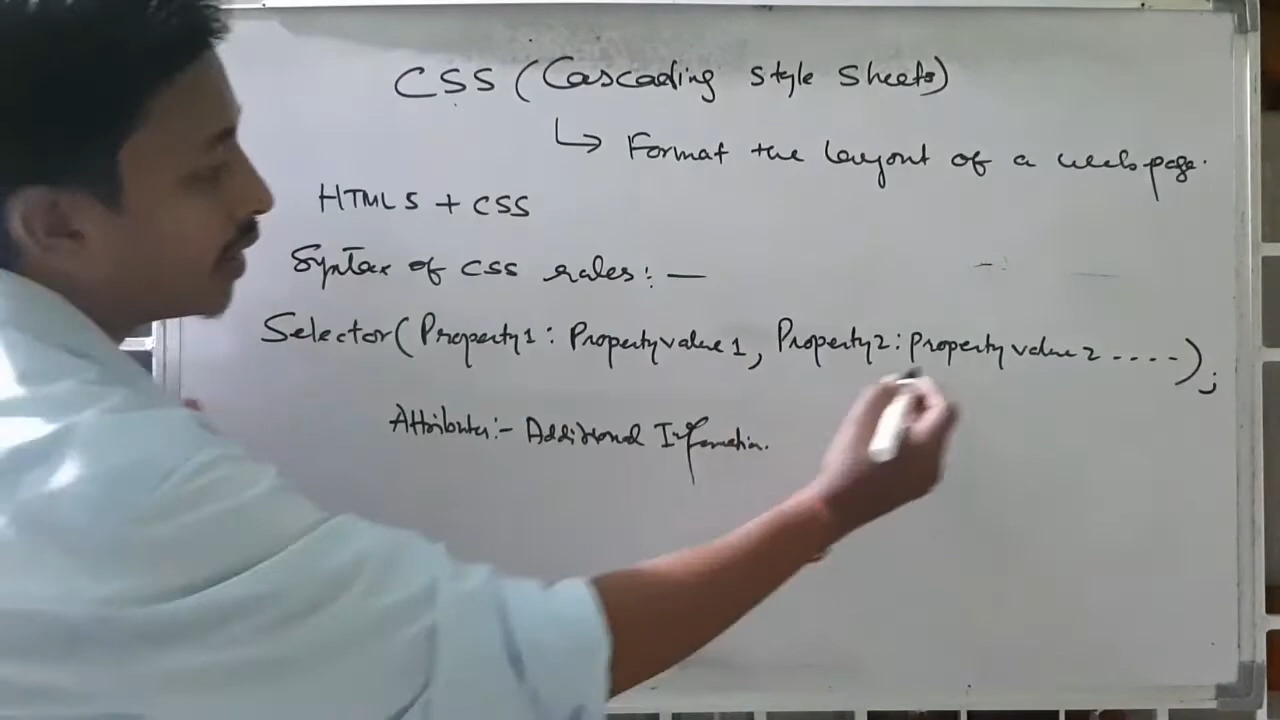 CSS (Cascading Style Sheets)
↳ Format the layout of a webpage.
HTML5 + CSS
Syntax of CSS rules: —
Selector(Property1 : Propertyvalue1, Property2 : Propertyvalue2 ....);
Attributes:- Additional Information.